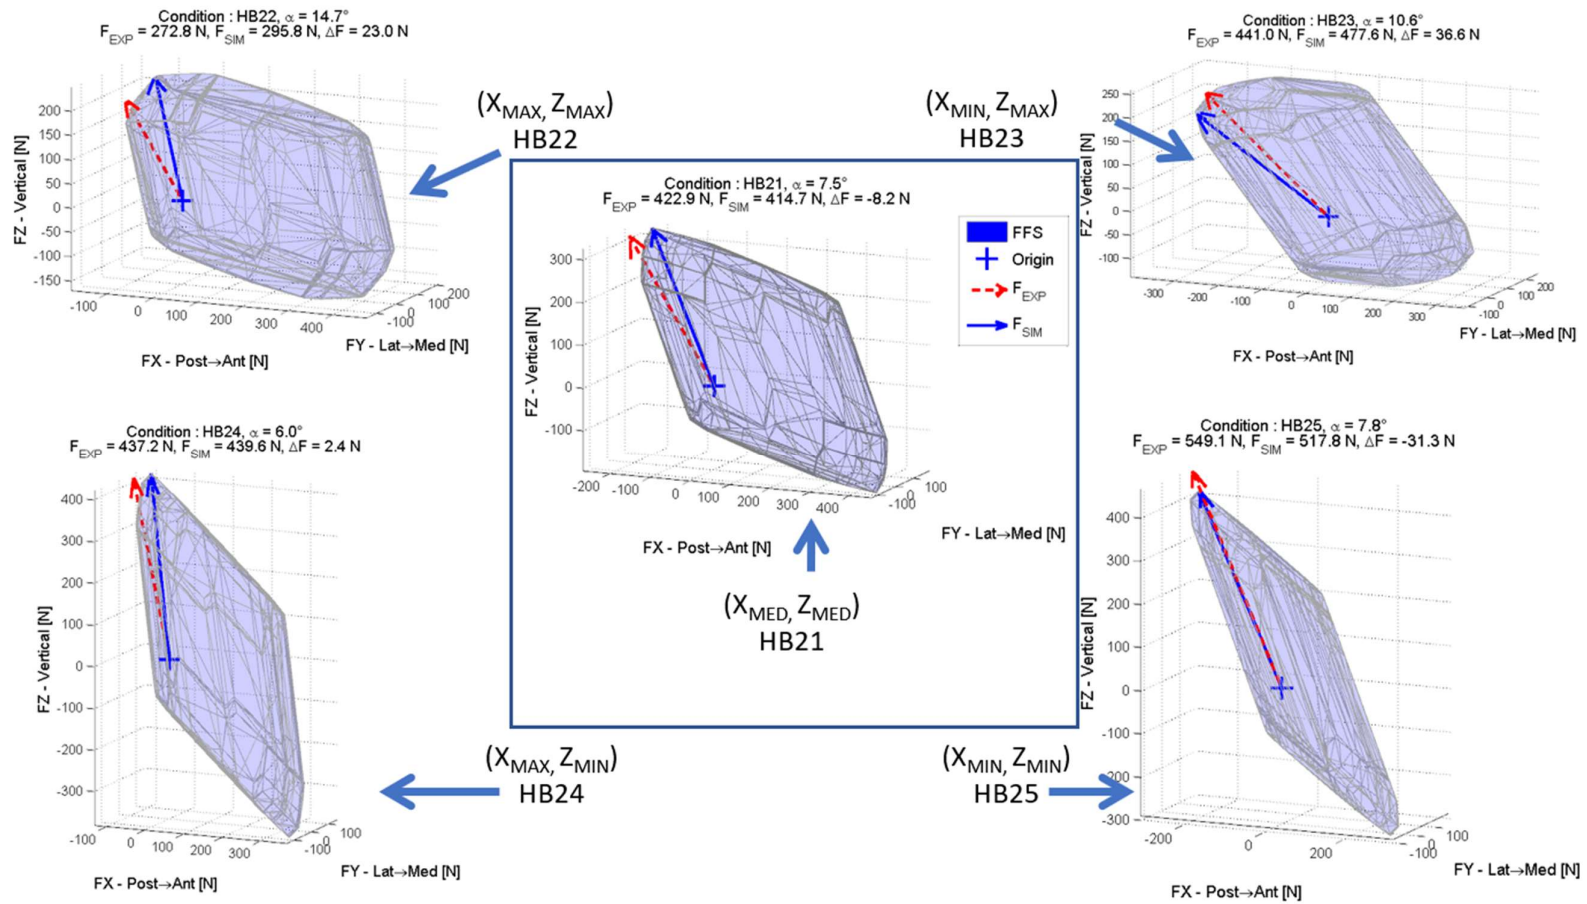 Condition : HB22, α = 14.7°
F_EXP = 272.8 N, F_SIM = 295.8 N, ΔF = 23.0 N
FZ - Vertical [N]
200
150
100
50
0
-50
-100
-150
-100
0
100
200
300
400
-100
0
100
200
FX - Post→Ant [N]
FY - Lat→Med [N]
(X_MAX, Z_MAX)
HB22
(X_MIN, Z_MAX)
HB23
Condition : HB23, α = 10.6°
F_EXP = 441.0 N, F_SIM = 477.6 N, ΔF = 36.6 N
FZ - Vertical [N]
250
200
150
100
50
0
-50
-100
-300
-200
-100
0
100
200
300
-100
0
100
200
FX - Post→Ant [N]
FY - Lat→Med [N]
Condition : HB21, α = 7.5°
F_EXP = 422.9 N, F_SIM = 414.7 N, ΔF = -8.2 N
FZ - Vertical [N]
300
200
100
0
-100
-200
-100
0
100
200
300
400
-100
0
100
FX - Post→Ant [N]
FY - Lat→Med [N]
FFS
Origin
F_EXP
F_SIM
(X_MED, Z_MED)
HB21
Condition : HB24, α = 6.0°
F_EXP = 437.2 N, F_SIM = 439.6 N, ΔF = 2.4 N
FZ - Vertical [N]
400
300
200
100
0
-100
-200
-300
-100
0
100
200
300
-100
0
100
FX - Post→Ant [N]
FY - Lat→Med [N]
(X_MAX, Z_MIN)
HB24
(X_MIN, Z_MIN)
HB25
Condition : HB25, α = 7.8°
F_EXP = 549.1 N, F_SIM = 517.8 N, ΔF = -31.3 N
FZ - Vertical [N]
400
300
200
100
0
-100
-200
-300
-200
0
200
-100
0
100
FX - Post→Ant [N]
FY - Lat→Med [N]